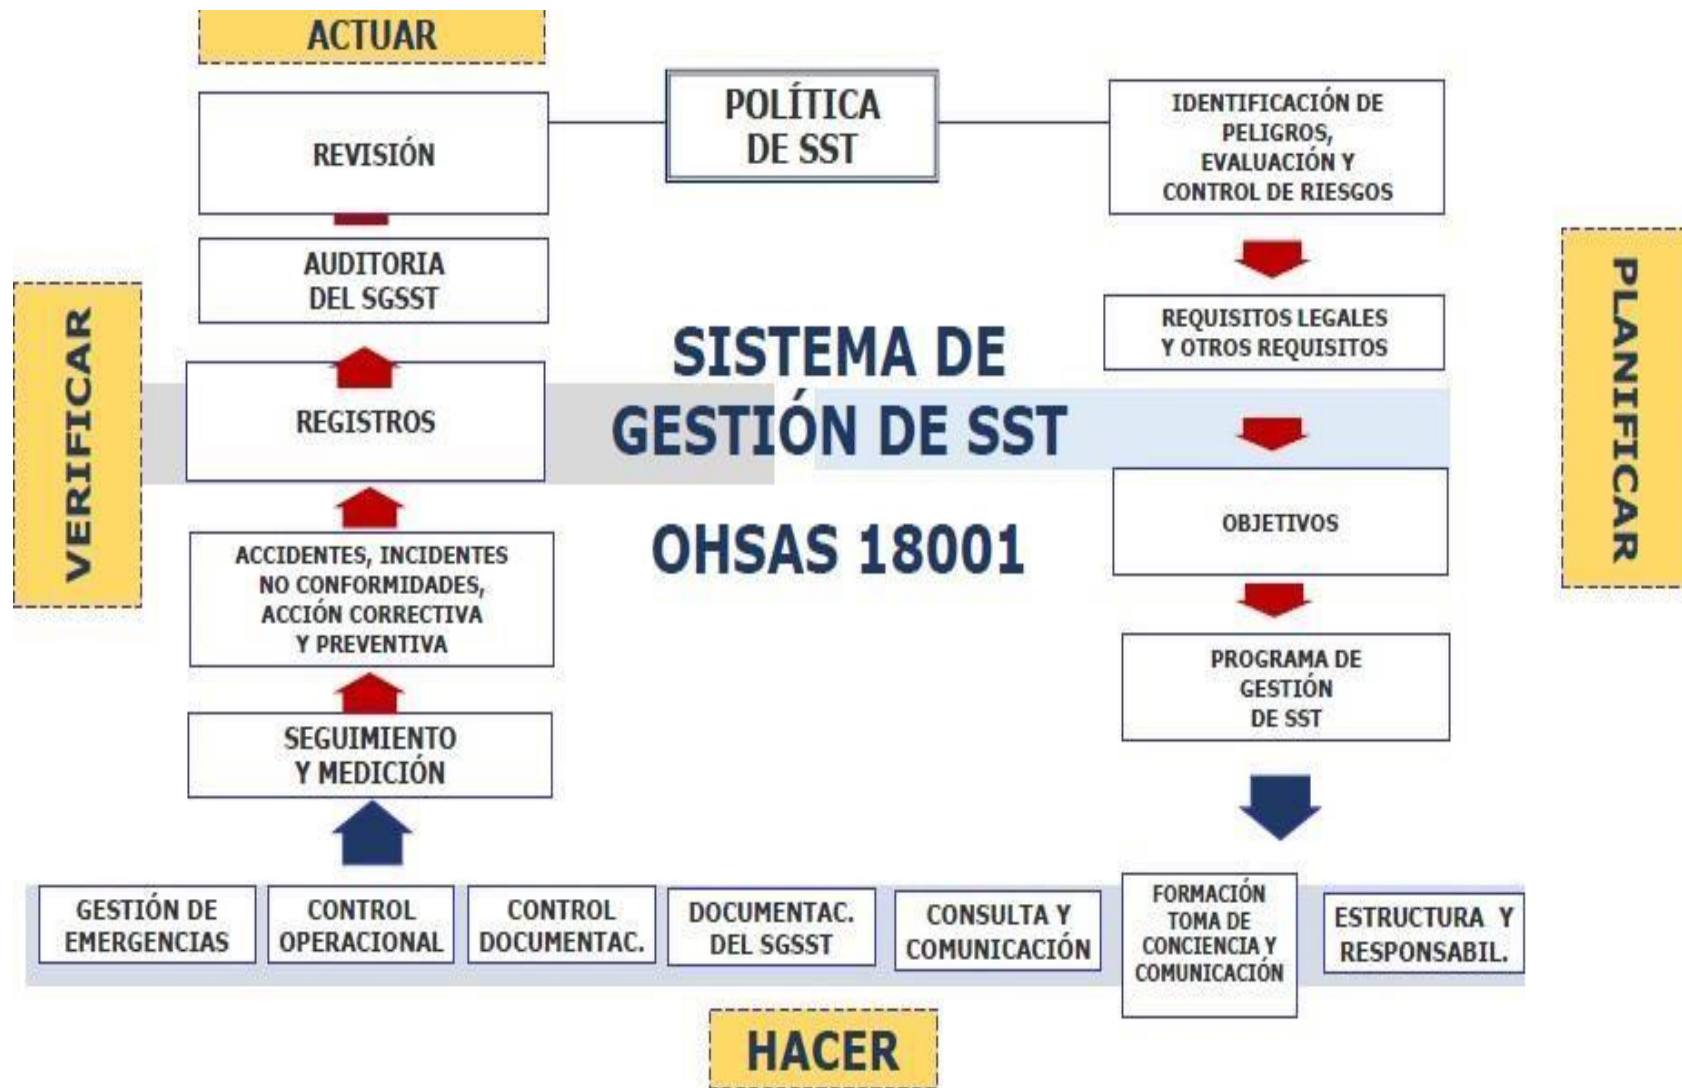 ACTUAR
POLÍTICA
DE SST
REVISIÓN
IDENTIFICACIÓN DE
PELIGROS,
EVALUACIÓN Y
CONTROL DE RIESGOS
AUDITORIA
DEL SGSST
REQUISITOS LEGALES
Y OTROS REQUISITOS
VERIFICAR
PLANIFICAR
SISTEMA DE
GESTIÓN DE SST
OHSAS 18001
REGISTROS
OBJETIVOS
ACCIDENTES, INCIDENTES
NO CONFORMIDADES,
ACCIÓN CORRECTIVA
Y PREVENTIVA
PROGRAMA DE
GESTIÓN
DE SST
SEGUIMIENTO
Y MEDICIÓN
GESTIÓN DE
EMERGENCIAS
CONTROL
OPERACIONAL
CONTROL
DOCUMENTAC.
DOCUMENTAC.
DEL SGSST
CONSULTA Y
COMUNICACIÓN
FORMACIÓN
TOMA DE
CONCIENCIA Y
COMUNICACIÓN
ESTRUCTURA Y
RESPONSABIL.
HACER